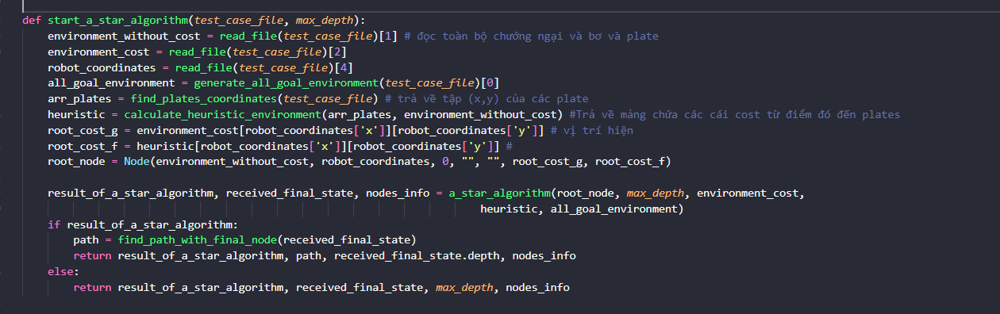 def start_a_star_algorithm(test_case_file, max_depth):
    environment_without_cost = read_file(test_case_file)[1] # đọc toàn bộ chướng ngại và bơ và plate
    environment_cost = read_file(test_case_file)[2]
    robot_coordinates = read_file(test_case_file)[4]
    all_goal_environment = generate_all_goal_environment(test_case_file)[0]
    arr_plates = find_plates_coordinates(test_case_file) # trả về tập (x,y) của các plate
    heuristic = calculate_heuristic_environment(arr_plates, environment_without_cost) #Trả về mảng chứa các cái cost từ điểm đó đến plates
    root_cost_g = environment_cost[robot_coordinates['x']][robot_coordinates['y']] # vị trí hiện
    root_cost_f = heuristic[robot_coordinates['x']][robot_coordinates['y']] #
    root_node = Node(environment_without_cost, robot_coordinates, 0, "", "", root_cost_g, root_cost_f)
    result_of_a_star_algorithm, received_final_state, nodes_info = a_star_algorithm(root_node, max_depth, environment_cost,
                                                                    heuristic, all_goal_environment)
    if result_of_a_star_algorithm:
        path = find_path_with_final_node(received_final_state)
        return result_of_a_star_algorithm, path, received_final_state.depth, nodes_info
    else:
        return result_of_a_star_algorithm, received_final_state, max_depth, nodes_info